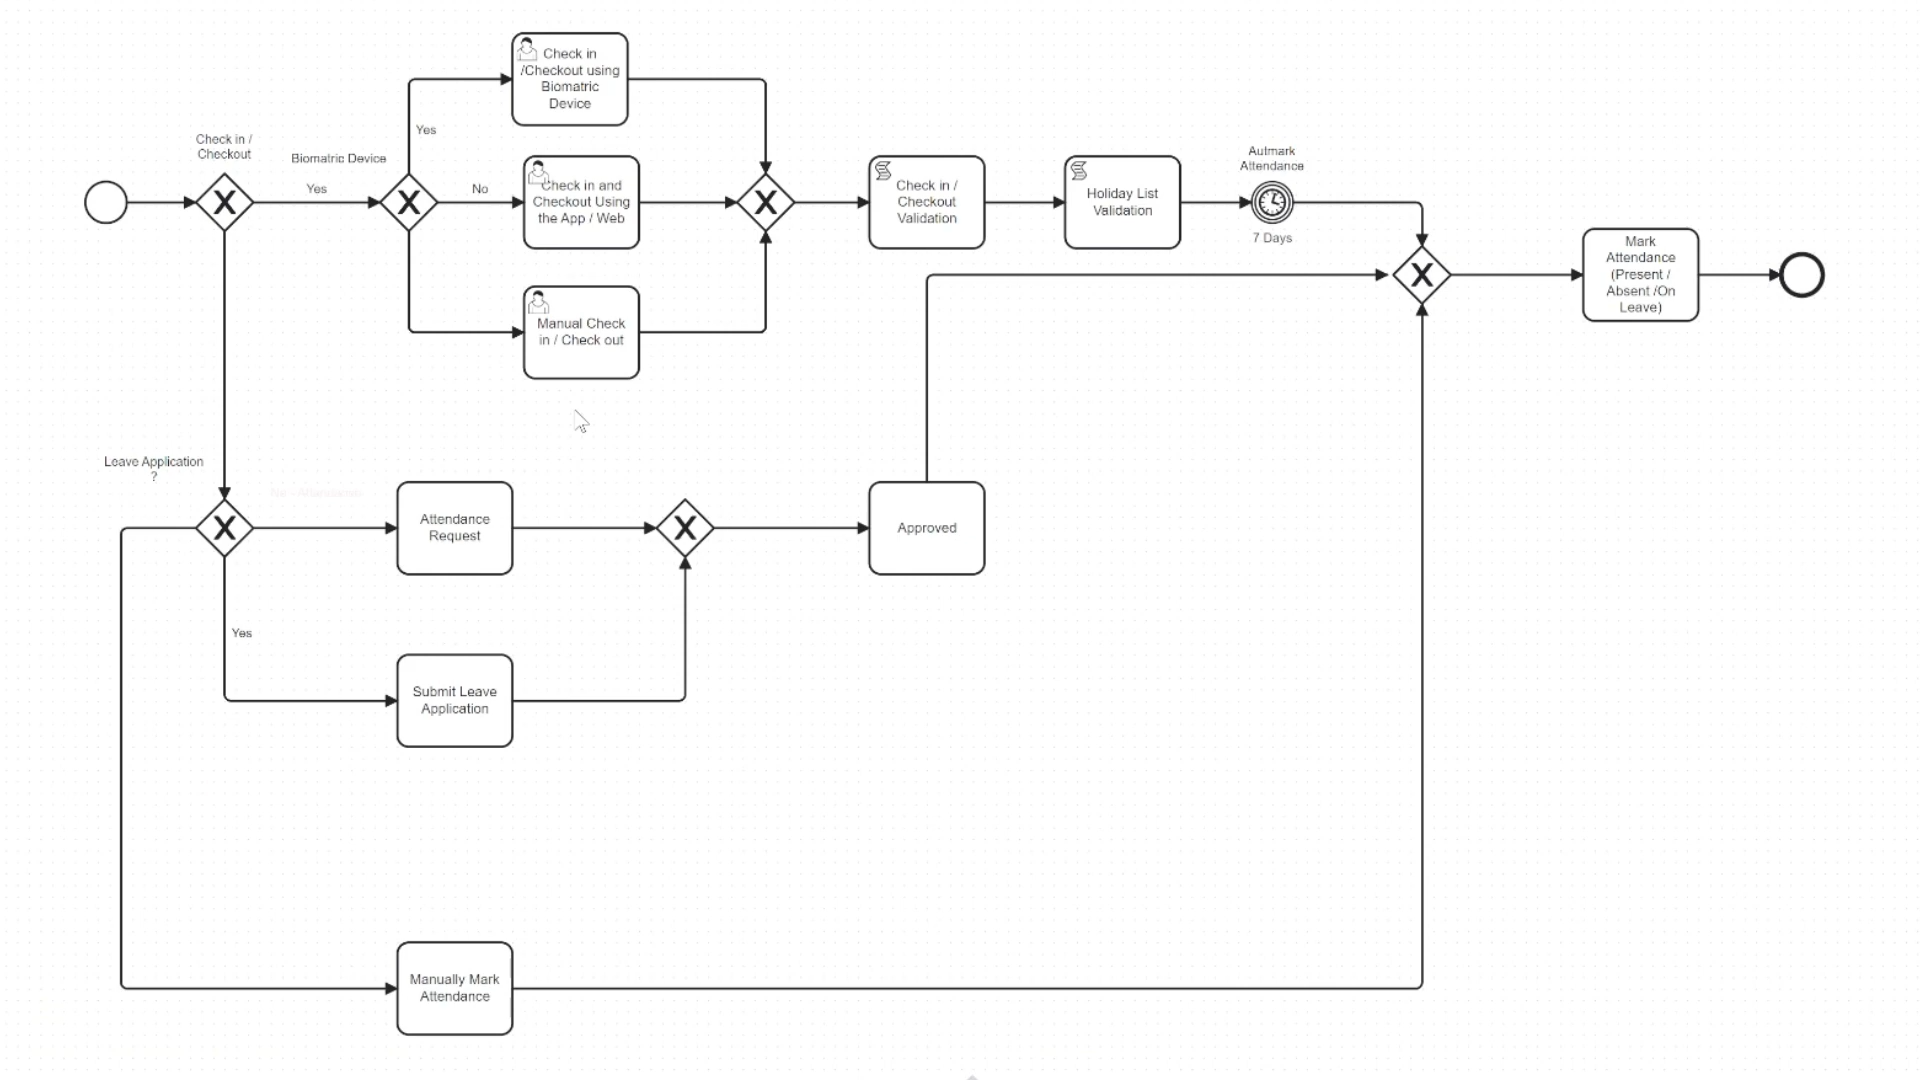 Check in
/Checkout using
Biomatric
Device
Yes
Check in /
Checkout
Biomatric Device
Yes
No
Check in and
Checkout Using
the App / Web
Check in /
Checkout
Validation
Holiday List
Validation
Autmark
Attendance
7 Days
Mark
Attendance
(Present /
Absent /On
Leave)
Manual Check
in / Check out
Leave Application
?
Attendance
Request
Approved
Yes
Submit Leave
Application
Manually Mark
Attendance